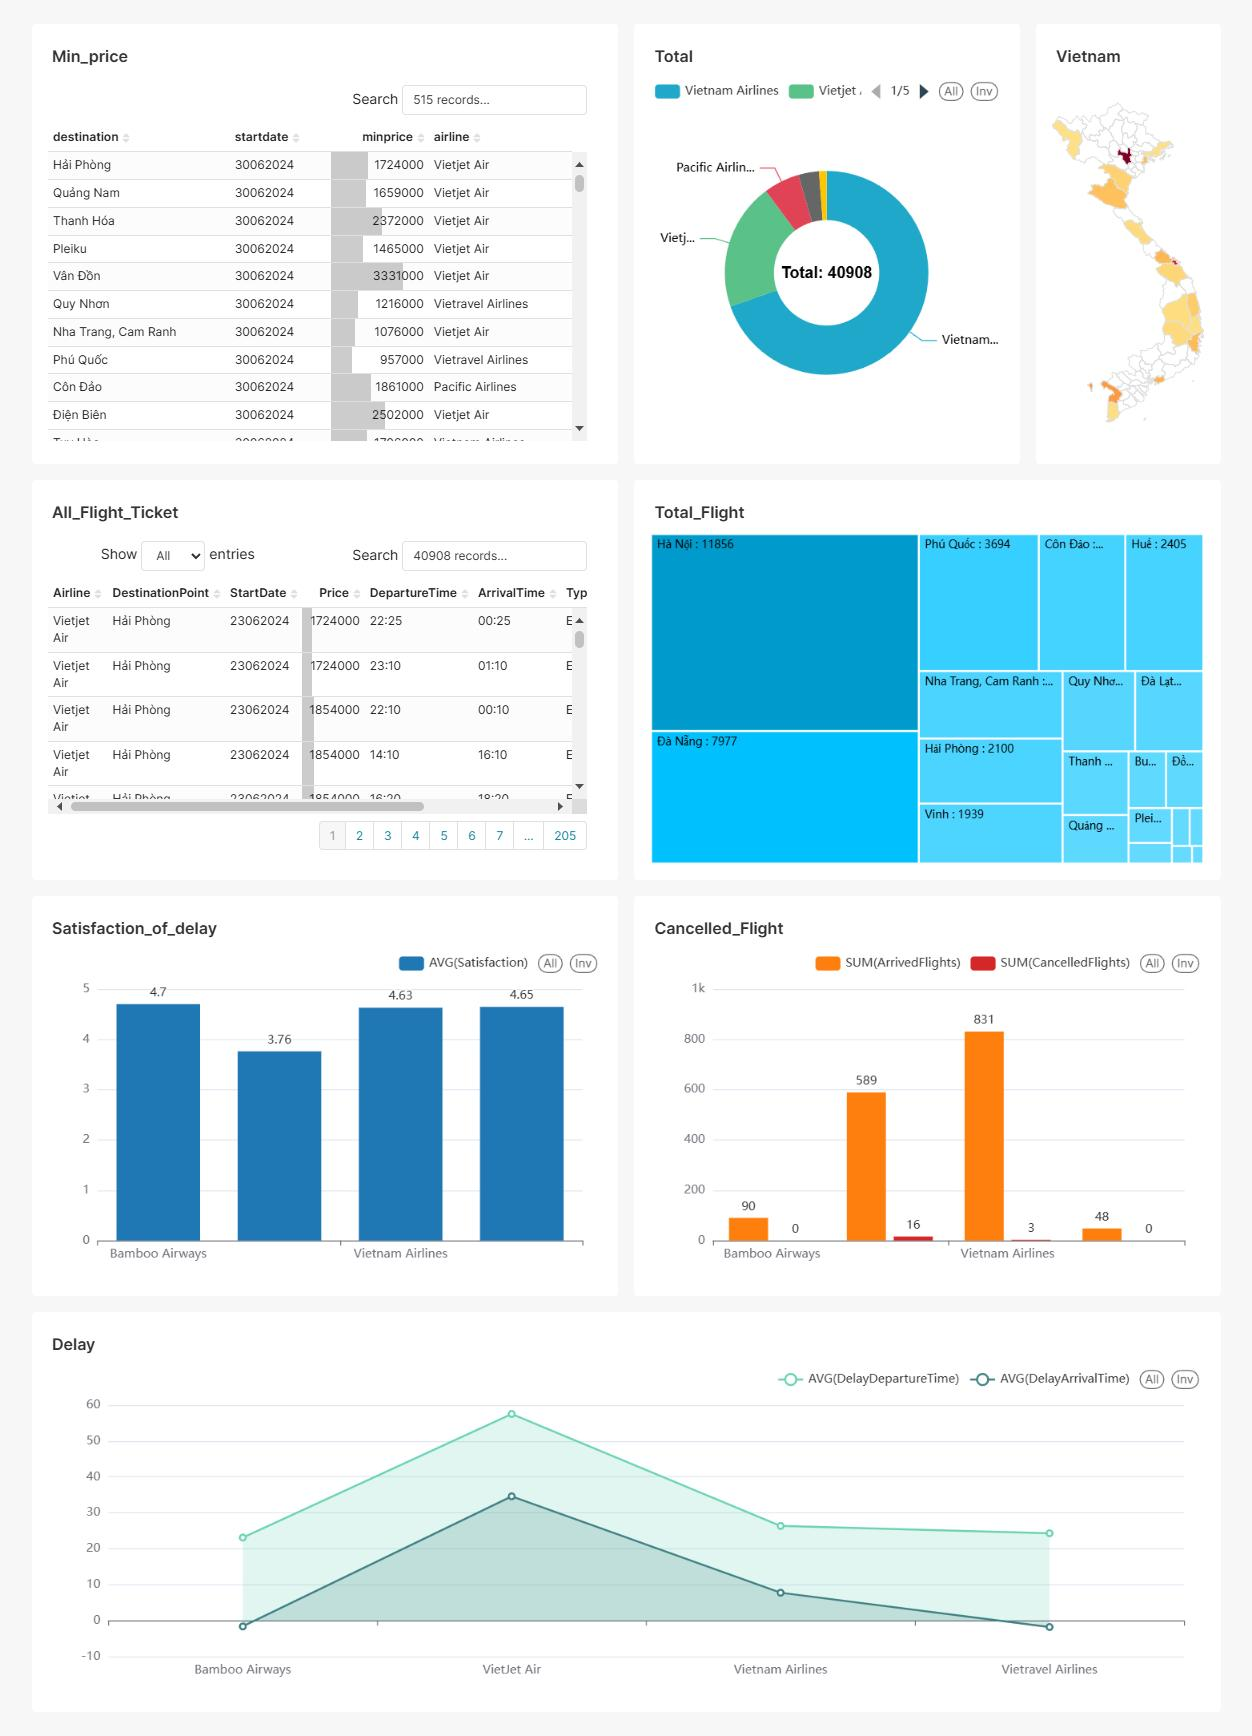 Min_price
Search 515 records...
destination startdate minprice airline
Hải Phòng 30062024 1724000 Vietjet Air
Quảng Nam 30062024 1659000 Vietjet Air
Thanh Hóa 30062024 2372000 Vietjet Air
Pleiku 30062024 1465000 Vietjet Air
Vân Đồn 30062024 3331000 Vietjet Air
Quy Nhơn 30062024 1216000 Vietravel Airlines
Nha Trang, Cam Ranh 30062024 1076000 Vietjet Air
Phú Quốc 30062024 957000 Vietravel Airlines
Côn Đảo 30062024 1861000 Pacific Airlines
Điện Biên 30062024 2502000 Vietjet Air
Total
Vietnam Airlines Vietjet 1/5 All Inv
Pacific Airlin...
Vietj...
Total: 40908
Vietnam...
Vietnam
All_Flight_Ticket
Show All entries Search 40908 records...
Airline DestinationPoint StartDate Price DepartureTime ArrivalTime Typ
Vietjet Air Hải Phòng 23062024 1724000 22:25 00:25 E
Vietjet Air Hải Phòng 23062024 1724000 23:10 01:10 E
Vietjet Air Hải Phòng 23062024 1854000 22:10 00:10 E
Vietjet Air Hải Phòng 23062024 1854000 14:10 16:10 E
1 2 3 4 5 6 7 ... 205
Total_Flight
Hà Nội : 11856
Phú Quốc : 3694
Côn Đảo :...
Huế : 2405
Nha Trang, Cam Ranh :...
Quy Nhơ...
Đà Lạt...
Đà Nẵng : 7977
Hải Phòng : 2100
Thanh ...
Bu...
Đồ...
Vinh : 1939
Quảng ...
Plei...
Satisfaction_of_delay
AVG(Satisfaction) All Inv
5
4
3
2
1
0
4.7
3.76
4.63
4.65
Bamboo Airways Vietnam Airlines
Cancelled_Flight
SUM(ArrivedFlights) SUM(CancelledFlights) All Inv
1k
800
600
400
200
0
90
0
589
16
831
3
48
0
Bamboo Airways Vietnam Airlines
Delay
AVG(DelayDepartureTime) AVG(DelayArrivalTime) All Inv
60
50
40
30
20
10
0
-10
Bamboo Airways VietJet Air Vietnam Airlines Vietravel Airlines